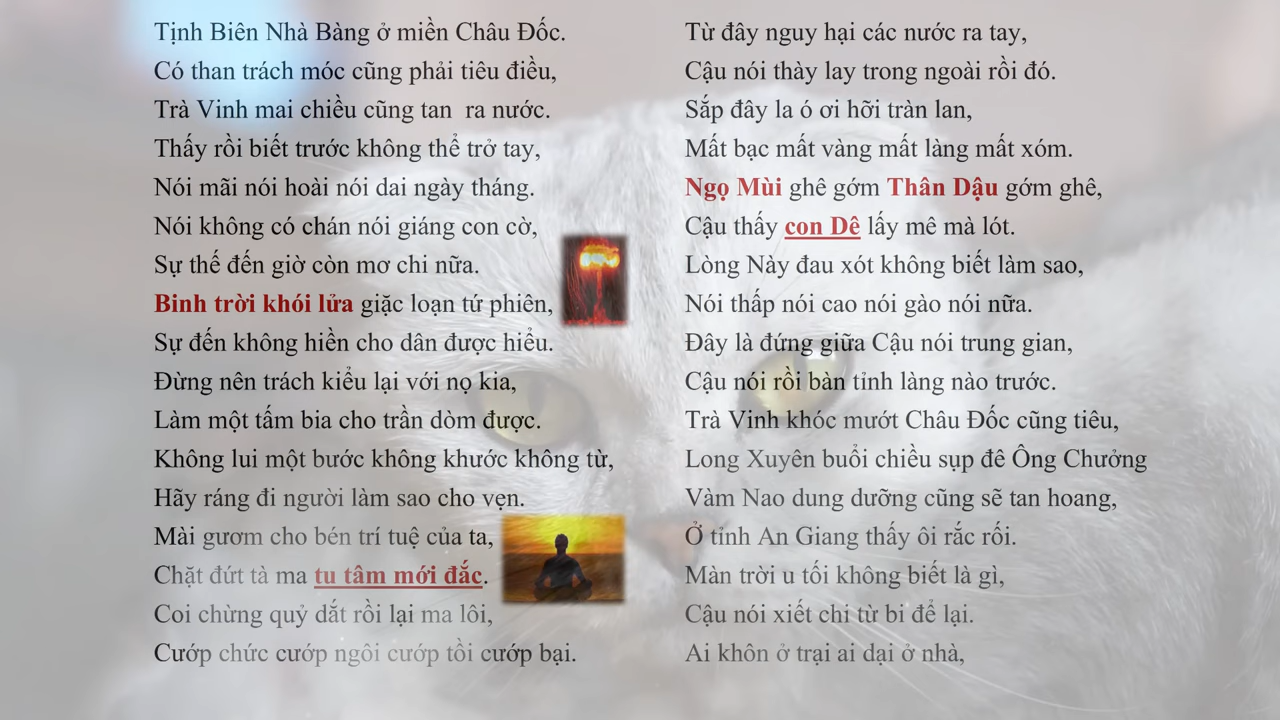 Tịnh Biên Nhà Bàng ở miền Châu Đốc.
Có than trách móc cũng phải tiêu điều,
Trà Vinh mai chiều cũng tan ra nước.
Thấy rồi biết trước không thể trở tay,
Nói mãi nói hoài nói dai ngày tháng.
Nói không có chán nói giáng con cờ,
Sự thế đến giờ còn mơ chi nữa.
Binh trời khói lửa giặc loạn tứ phiên,
Sự đến không hiền cho dân được hiểu.
Đừng nên trách kiểu lại với nọ kia,
Làm một tấm bia cho trần dòm được.
Không lui một bước không khước không từ,
Hãy ráng đi người làm sao cho vẹn.
Mài gươm cho bén trí tuệ của ta,
Chặt đứt tà ma tu tâm mới đắc.
Coi chừng quỷ dắt rồi lại ma lôi,
Cướp chức cướp ngôi cướp tồi cướp bại.
Từ đây nguy hại các nước ra tay,
Cậu nói thày lay trong ngoài rồi đó.
Sắp đây la ó ơi hỡi tràn lan,
Mất bạc mất vàng mất làng mất xóm.
Ngọ Mùi ghê gớm Thân Dậu gớm ghê,
Cậu thấy con Dê lấy mê mà lót.
Lòng Này đau xót không biết làm sao,
Nói thấp nói cao nói gào nói nữa.
Đây là đứng giữa Cậu nói trung gian,
Cậu nói rồi bàn tỉnh làng nào trước.
Trà Vinh khóc mướt Châu Đốc cũng tiêu,
Long Xuyên buổi chiều sụp đê Ông Chưởng
Vàm Nao dung dưỡng cũng sẽ tan hoang,
Ở tỉnh An Giang thấy ôi rắc rối.
Màn trời u tối không biết là gì,
Cậu nói xiết chi từ bi để lại.
Ai khôn ở trại ai dại ở nhà,